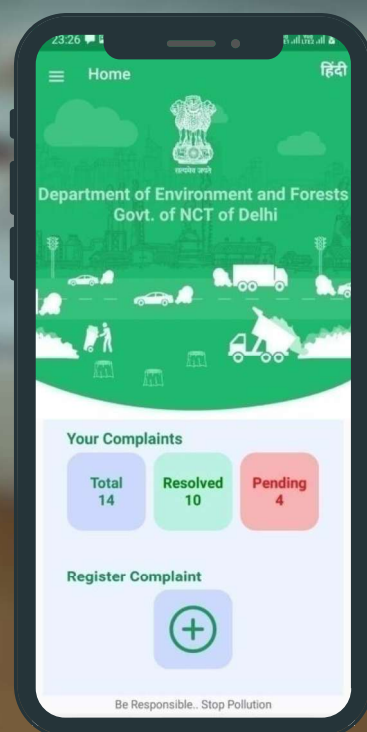 23:26
Home
हिंदी
सत्यमेव जयते
Department of Environment and Forests
Govt. of NCT of Delhi
Your Complaints
Total
14
Resolved
10
Pending
4
Register Complaint
Be Responsible.. Stop Pollution